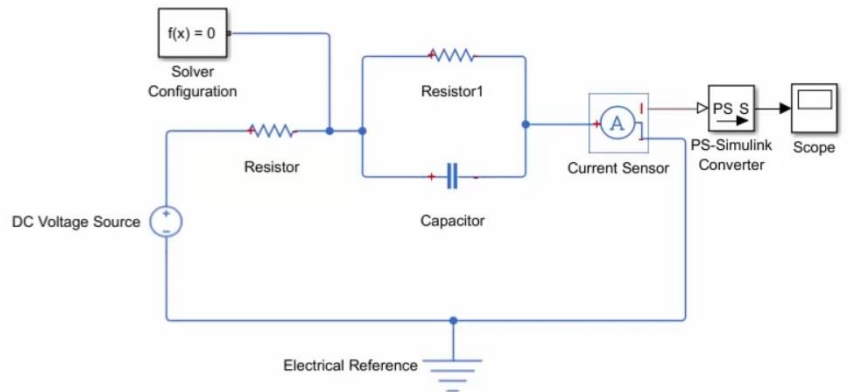 f(x) = 0
Solver
Configuration
Resistor1
A
I
PS S
PS-Simulink
Converter
Scope
Current Sensor
Resistor
Capacitor
DC Voltage Source
Electrical Reference